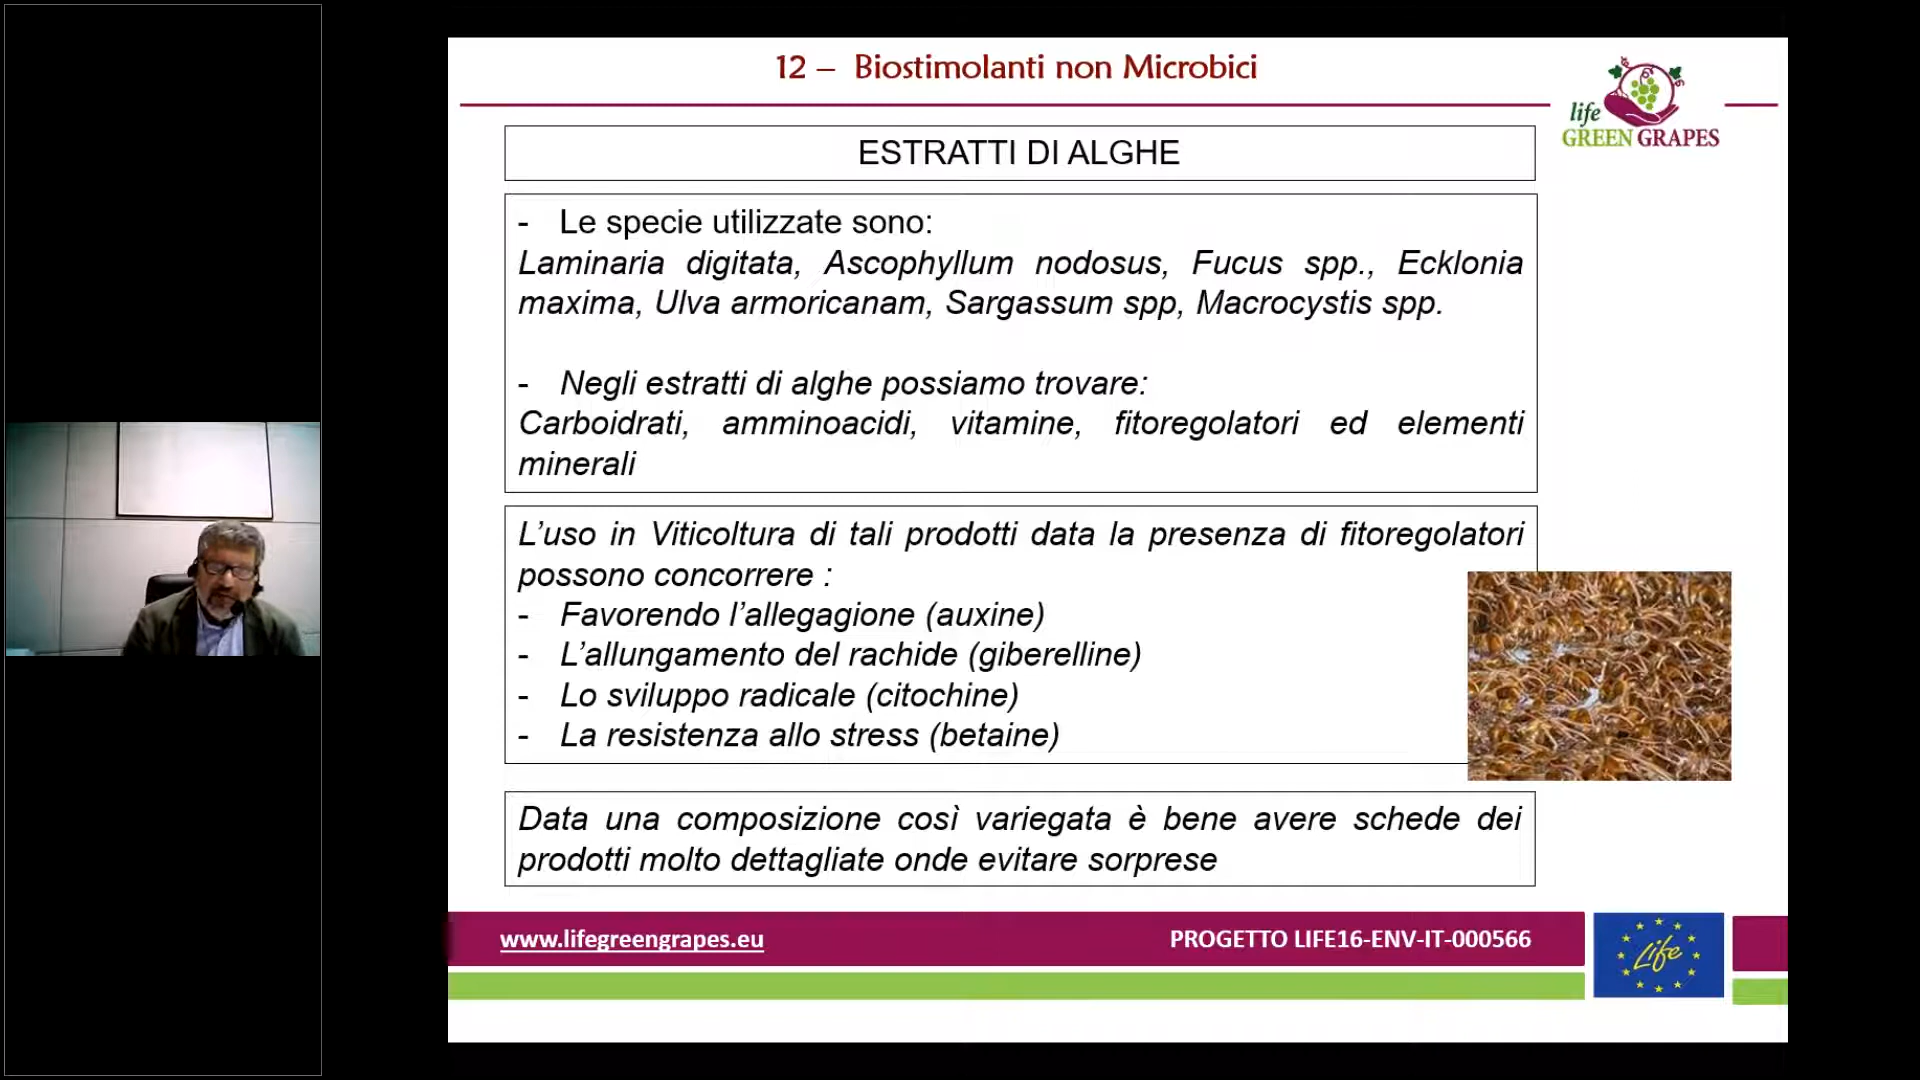 12 – Biostimolanti non Microbici
life
GREEN GRAPES
ESTRATTI DI ALGHE
- Le specie utilizzate sono:
Laminaria digitata, Ascophyllum nodosus, Fucus spp., Ecklonia
maxima, Ulva armoricanam, Sargassum spp, Macrocystis spp.
- Negli estratti di alghe possiamo trovare:
Carboidrati, amminoacidi, vitamine, fitoregolatori ed elementi
minerali
L’uso in Viticoltura di tali prodotti data la presenza di fitoregolatori
possono concorrere :
- Favorendo l’allegagione (auxine)
- L’allungamento del rachide (giberelline)
- Lo sviluppo radicale (citochine)
- La resistenza allo stress (betaine)
Data una composizione così variegata è bene avere schede dei
prodotti molto dettagliate onde evitare sorprese
www.lifegreengrapes.eu
PROGETTO LIFE16-ENV-IT-000566
Life